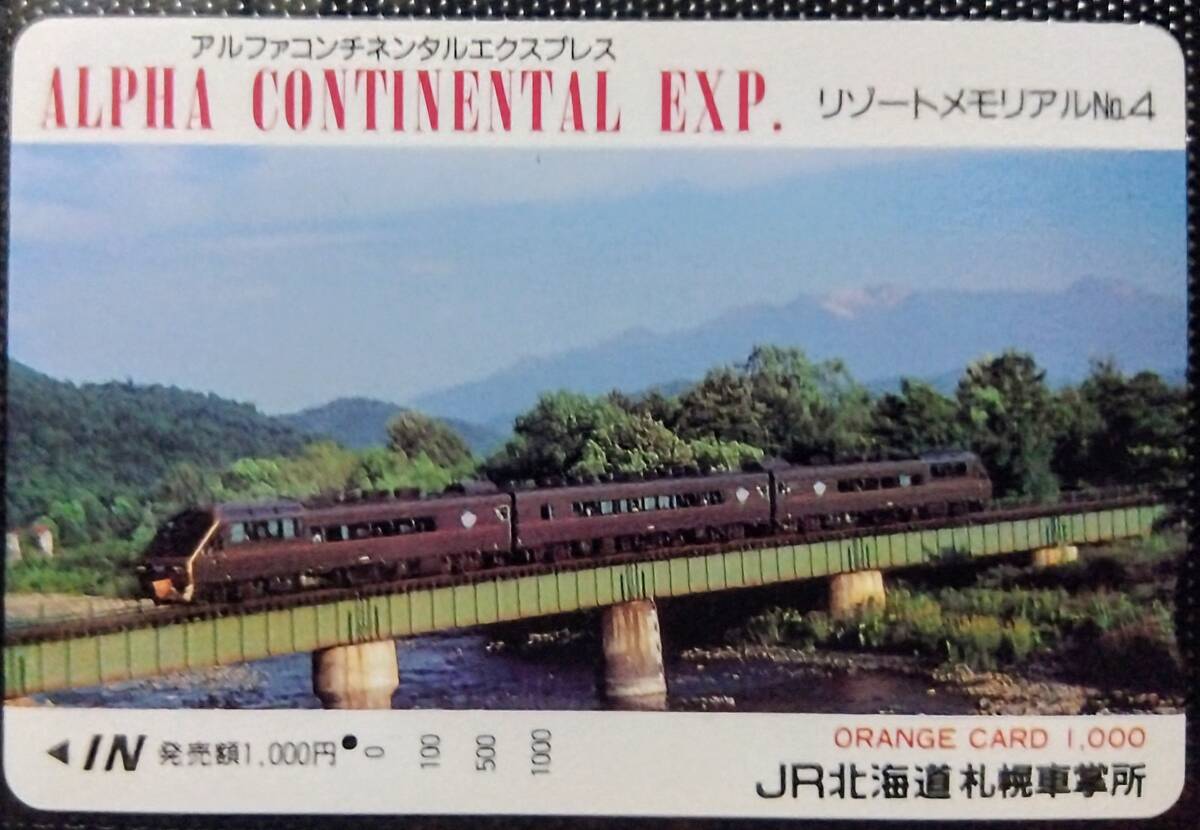 アルファコンチネンタルエクスプレス
ALPHA CONTINENTAL EXP.
リゾートメモリアルNo.4
◀IN 発売額1,000円 0 100 500 1000
ORANGE CARD 1,000
JR北海道 札幌車掌所